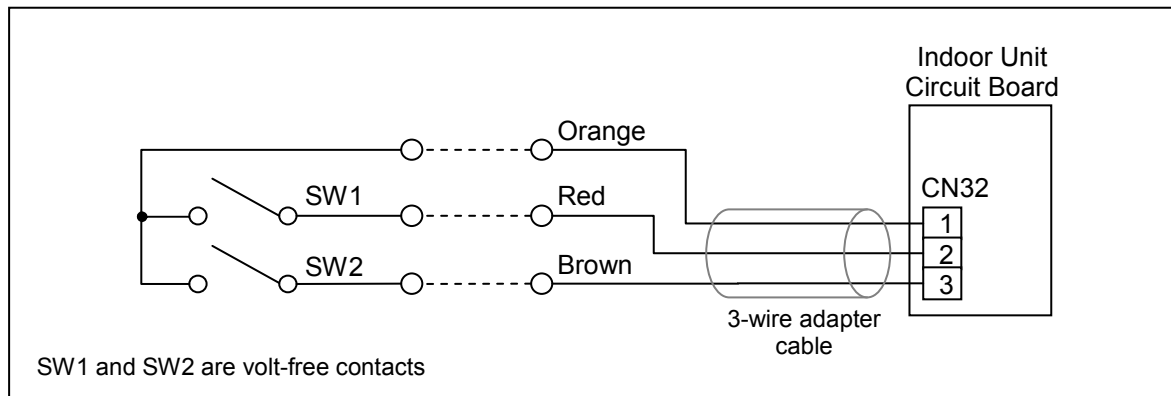 Indoor Unit
Circuit Board
Orange
CN32
SW1
Red
1
2
SW2
Brown
3
3-wire adapter
cable
SW1 and SW2 are volt-free contacts